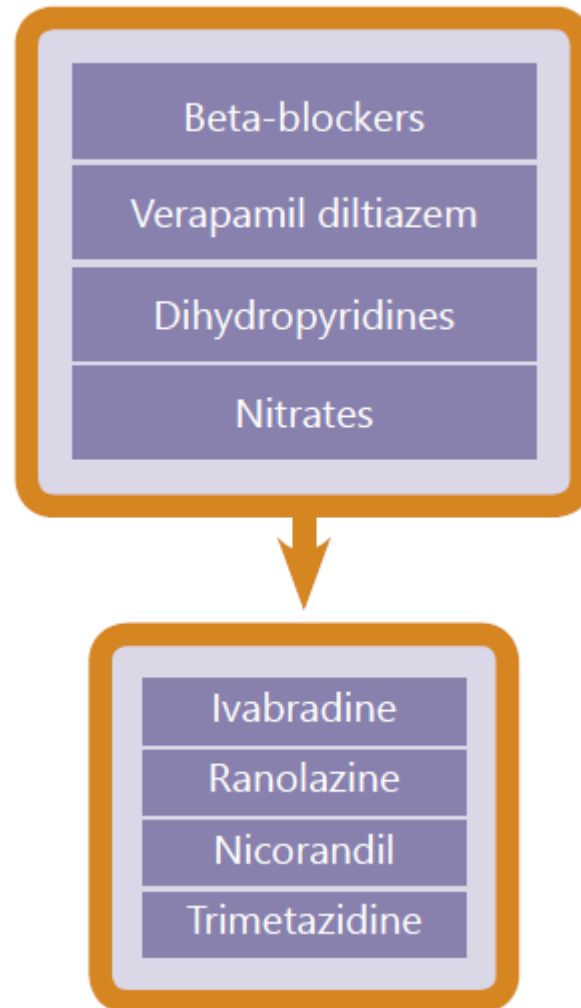 Beta-blockers
Verapamil diltiazem
Dihydropyridines
Nitrates
Ivabradine
Ranolazine
Nicorandil
Trimetazidine